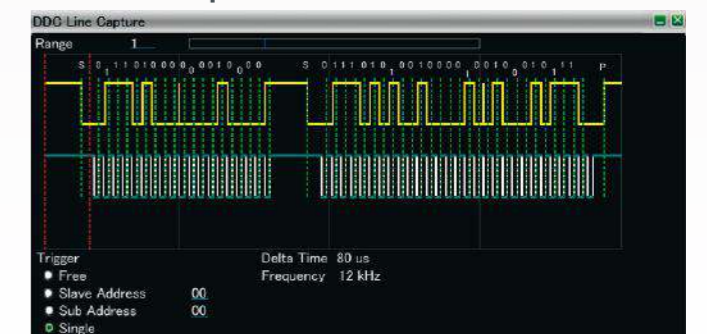 DDC Line Capture
Range 1
Trigger
Delta Time 80 us
Free
Frequency 12 kHz
Slave Address 00
Sub Address 00
Single